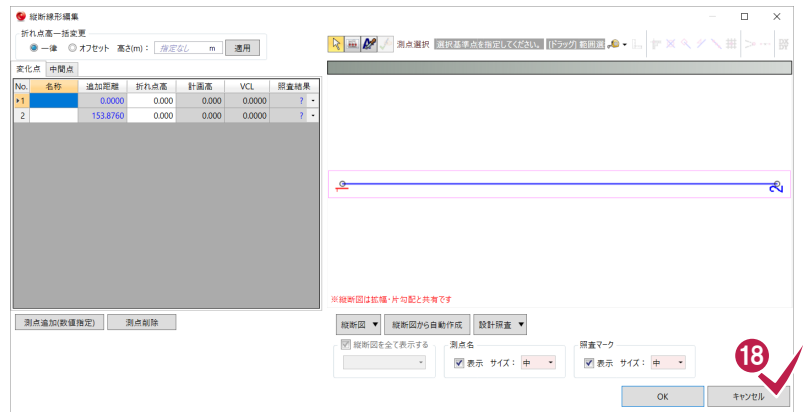 縦断線形編集
折れ点高一括変更
一律 オフセット 高さ(m)： 指定なし m 適用
測点選択 選択基準点を指定してください。 [ドラッグ] 範囲選
変化点 中間点
No. 名称 追加距離 折れ点高 計画高 VCL 照査結果
1 0.0000 0.000 0.000 0.0000 ?
2 153.8760 0.000 0.000 0.0000 ?
1 2
※縦断図は拡幅・片勾配と共有です
測点追加(数値指定) 測点削除
縦断図 ▼ 縦断図から自動作成 設計照査 ▼
縦断図を全て表示する 測点名 照査マーク
表示 サイズ： 中 表示 サイズ： 中
18
OK キャンセル